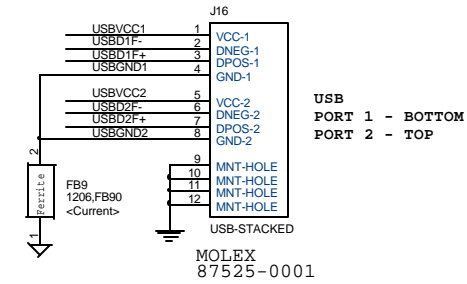 J16
USBVCC1 1 VCC-1
USBD1F- 2 DNEG-1
USBD1F+ 3 DPOS-1
USBGND1 4 GND-1
USBVCC2 5 VCC-2
USBD2F- 6 DNEG-2
USBD2F+ 7 DPOS-2
USBGND2 8 GND-2
9 MNT-HOLE
10 MNT-HOLE
11 MNT-HOLE
12 MNT-HOLE
USB-STACKED
MOLEX
87525-0001
USB
PORT 1 - BOTTOM
PORT 2 - TOP
2
Ferrite
1
FB9
1206,FB90
<Current>